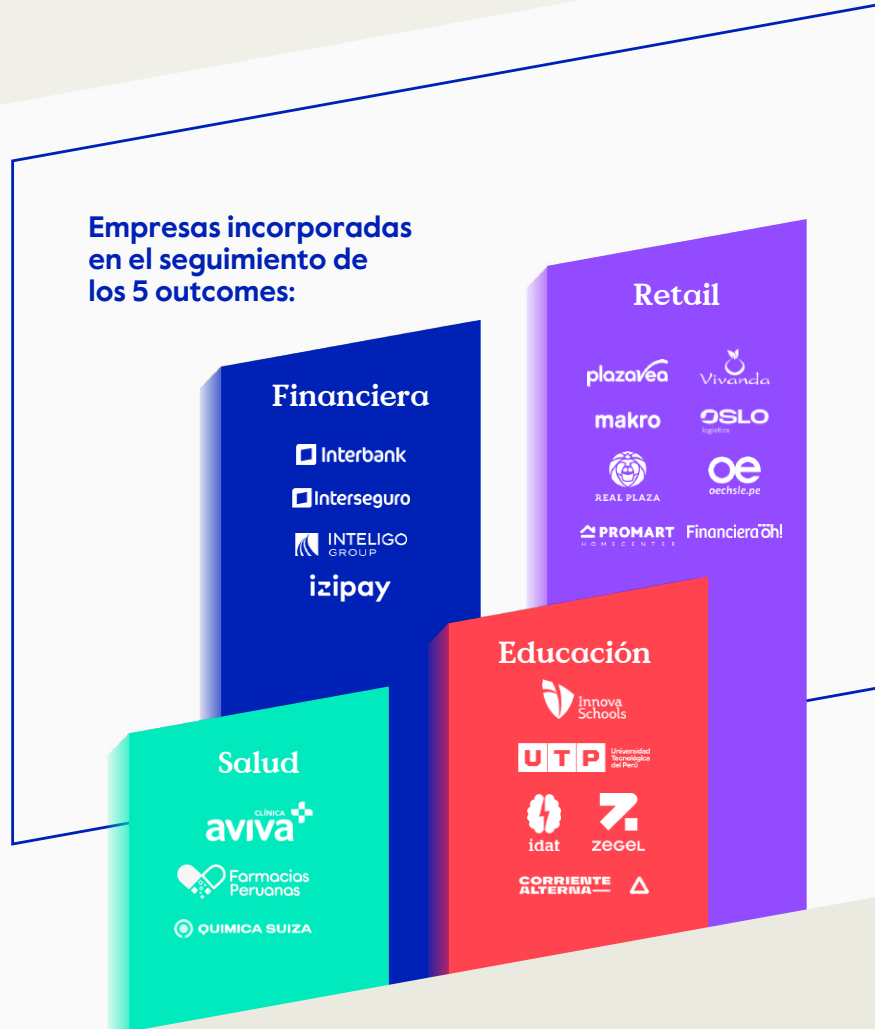 Empresas incorporadas
en el seguimiento de
los 5 outcomes:
Financiera
Interbank
Interseguro
INTELIGO
GROUP
izipay
Retail
plazavea
Vivanda
makro
OSLO
logistics
REAL PLAZA
oe
oechsle.pe
PROMART
HOMECENTER
Financiera oh!
Salud
CLÍNICA
aviva
Farmacias
Peruanas
QUIMICA SUIZA
Educación
Innova
Schools
UTP
Universidad
Tecnológica
del Perú
idat
ZEGEL
CORRIENTE
ALTERNA